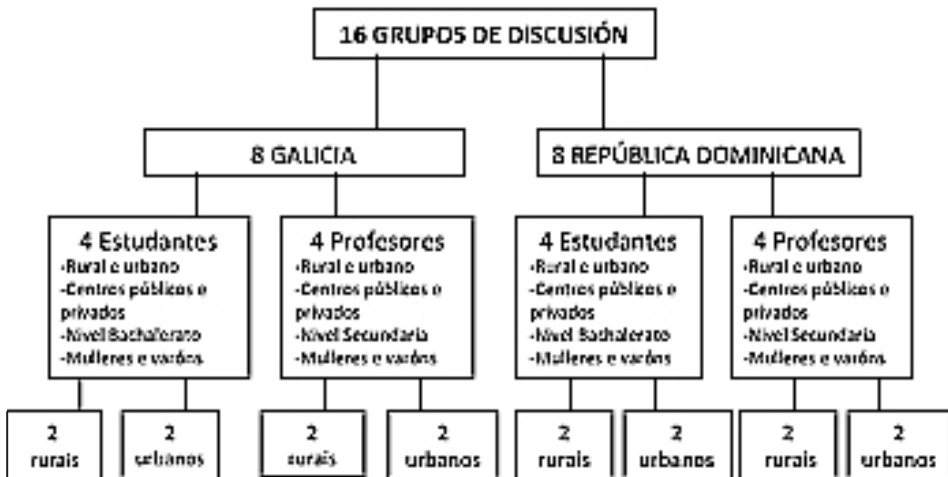 16 GRUPOS DE DISCUSIÓN
8 GALICIA
8 REPÚBLICA DOMINICANA
4 Estudantes
-Rural e urbano
-Centros públicos e
privados
-Nivel Bachalerato
-Mulleres e varóns
4 Profesores
-Rural e urbano
-Centros públicos e
privados
-Nivel Secundaria
-Mulleres e varóns
4 Estudantes
-Rural e urbano
-Centros públicos e
privados
-Nivel Bachalerato
-Mulleres e varóns
4 Profesores
-Rural e urbano
-Centros públicos e
privados
-Nivel Secundaria
-Mulleres e varóns
2
rurais
2
urbanos
2
rurais
2
urbanos
2
rurais
2
urbanos
2
rurais
2
urbanos